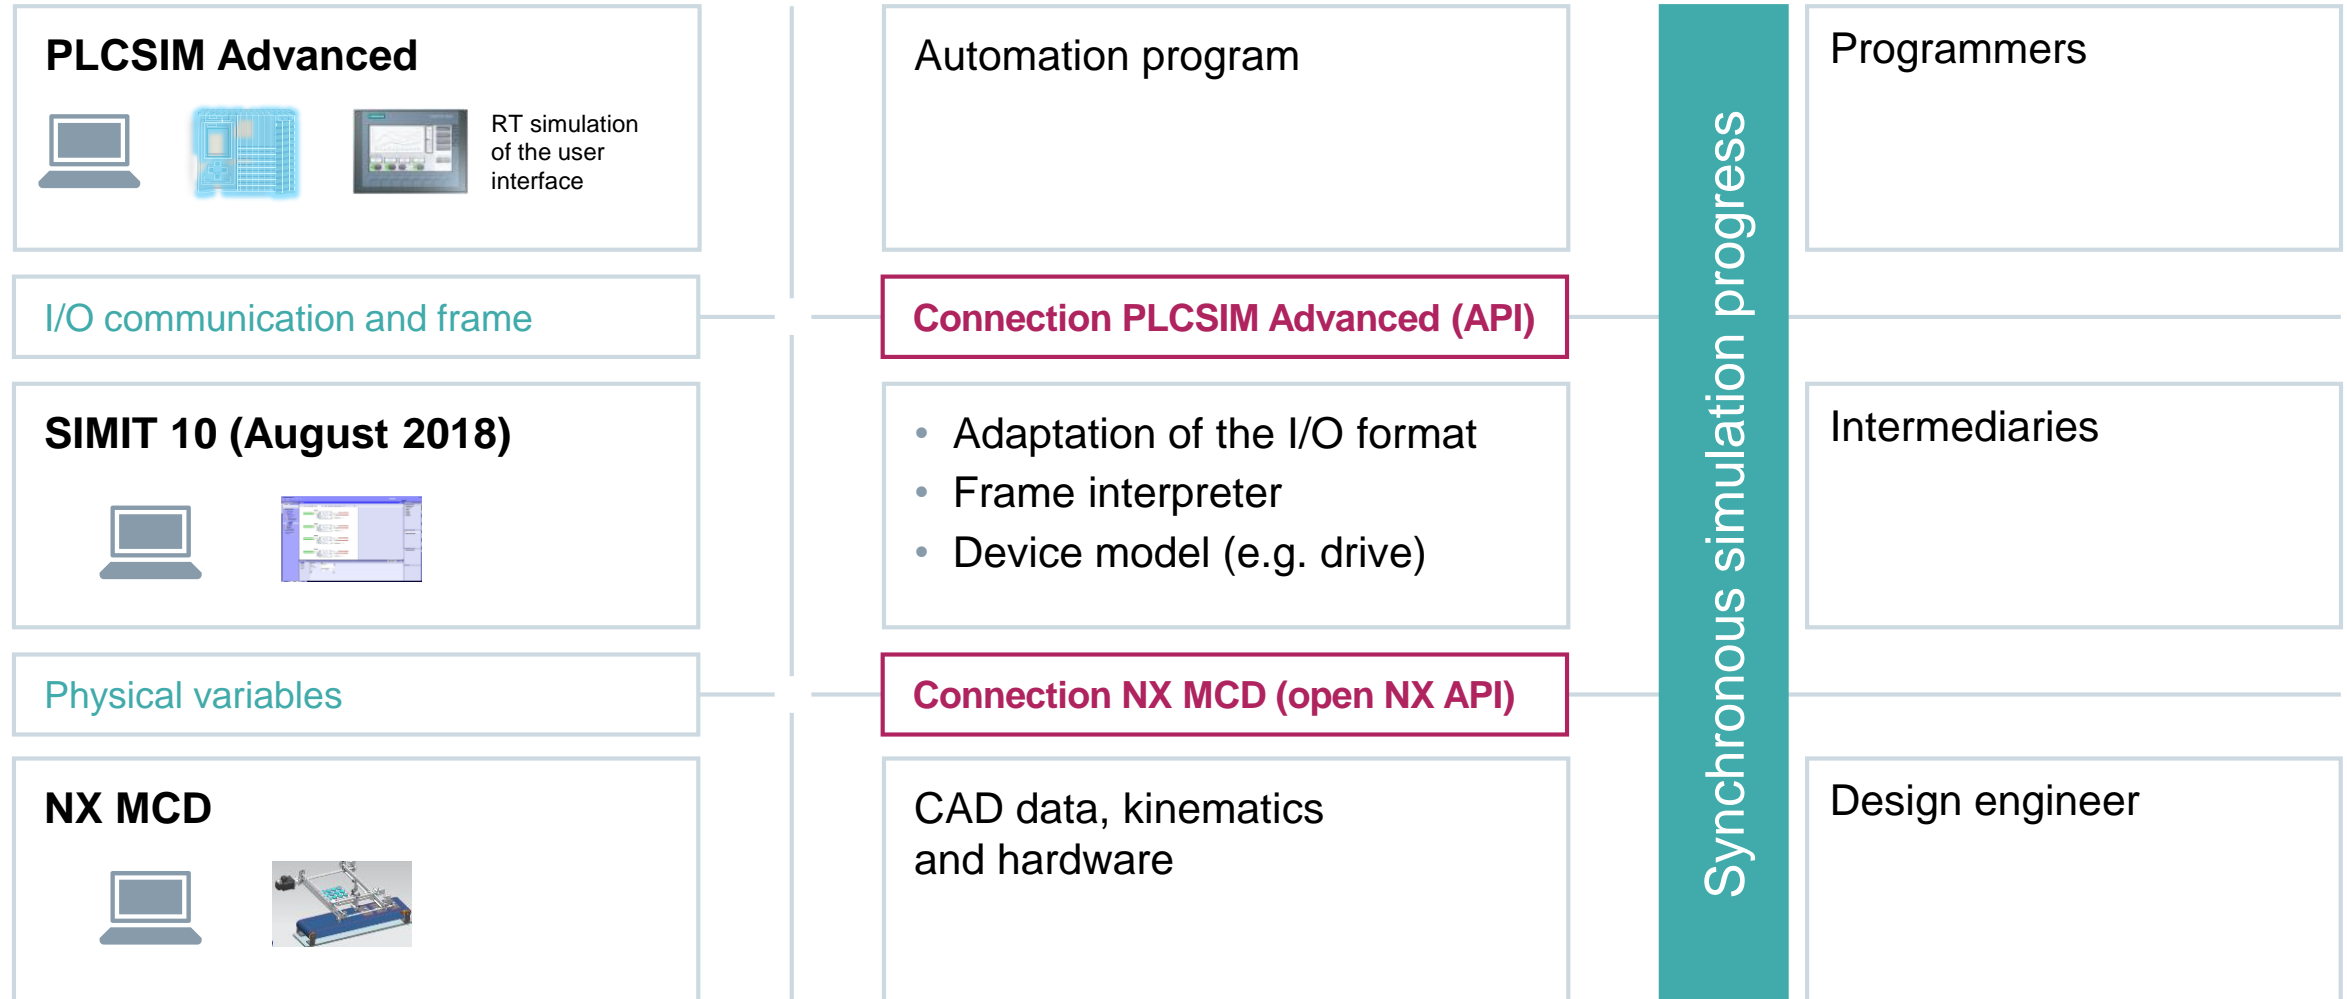 PLCSIM Advanced
RT simulation
of the user
interface
Automation program
Programmers
I/O communication and frame
Connection PLCSIM Advanced (API)
SIMIT 10 (August 2018)
• Adaptation of the I/O format
• Frame interpreter
• Device model (e.g. drive)
Intermediaries
Physical variables
Connection NX MCD (open NX API)
NX MCD
CAD data, kinematics
and hardware
Design engineer
Synchronous simulation progress